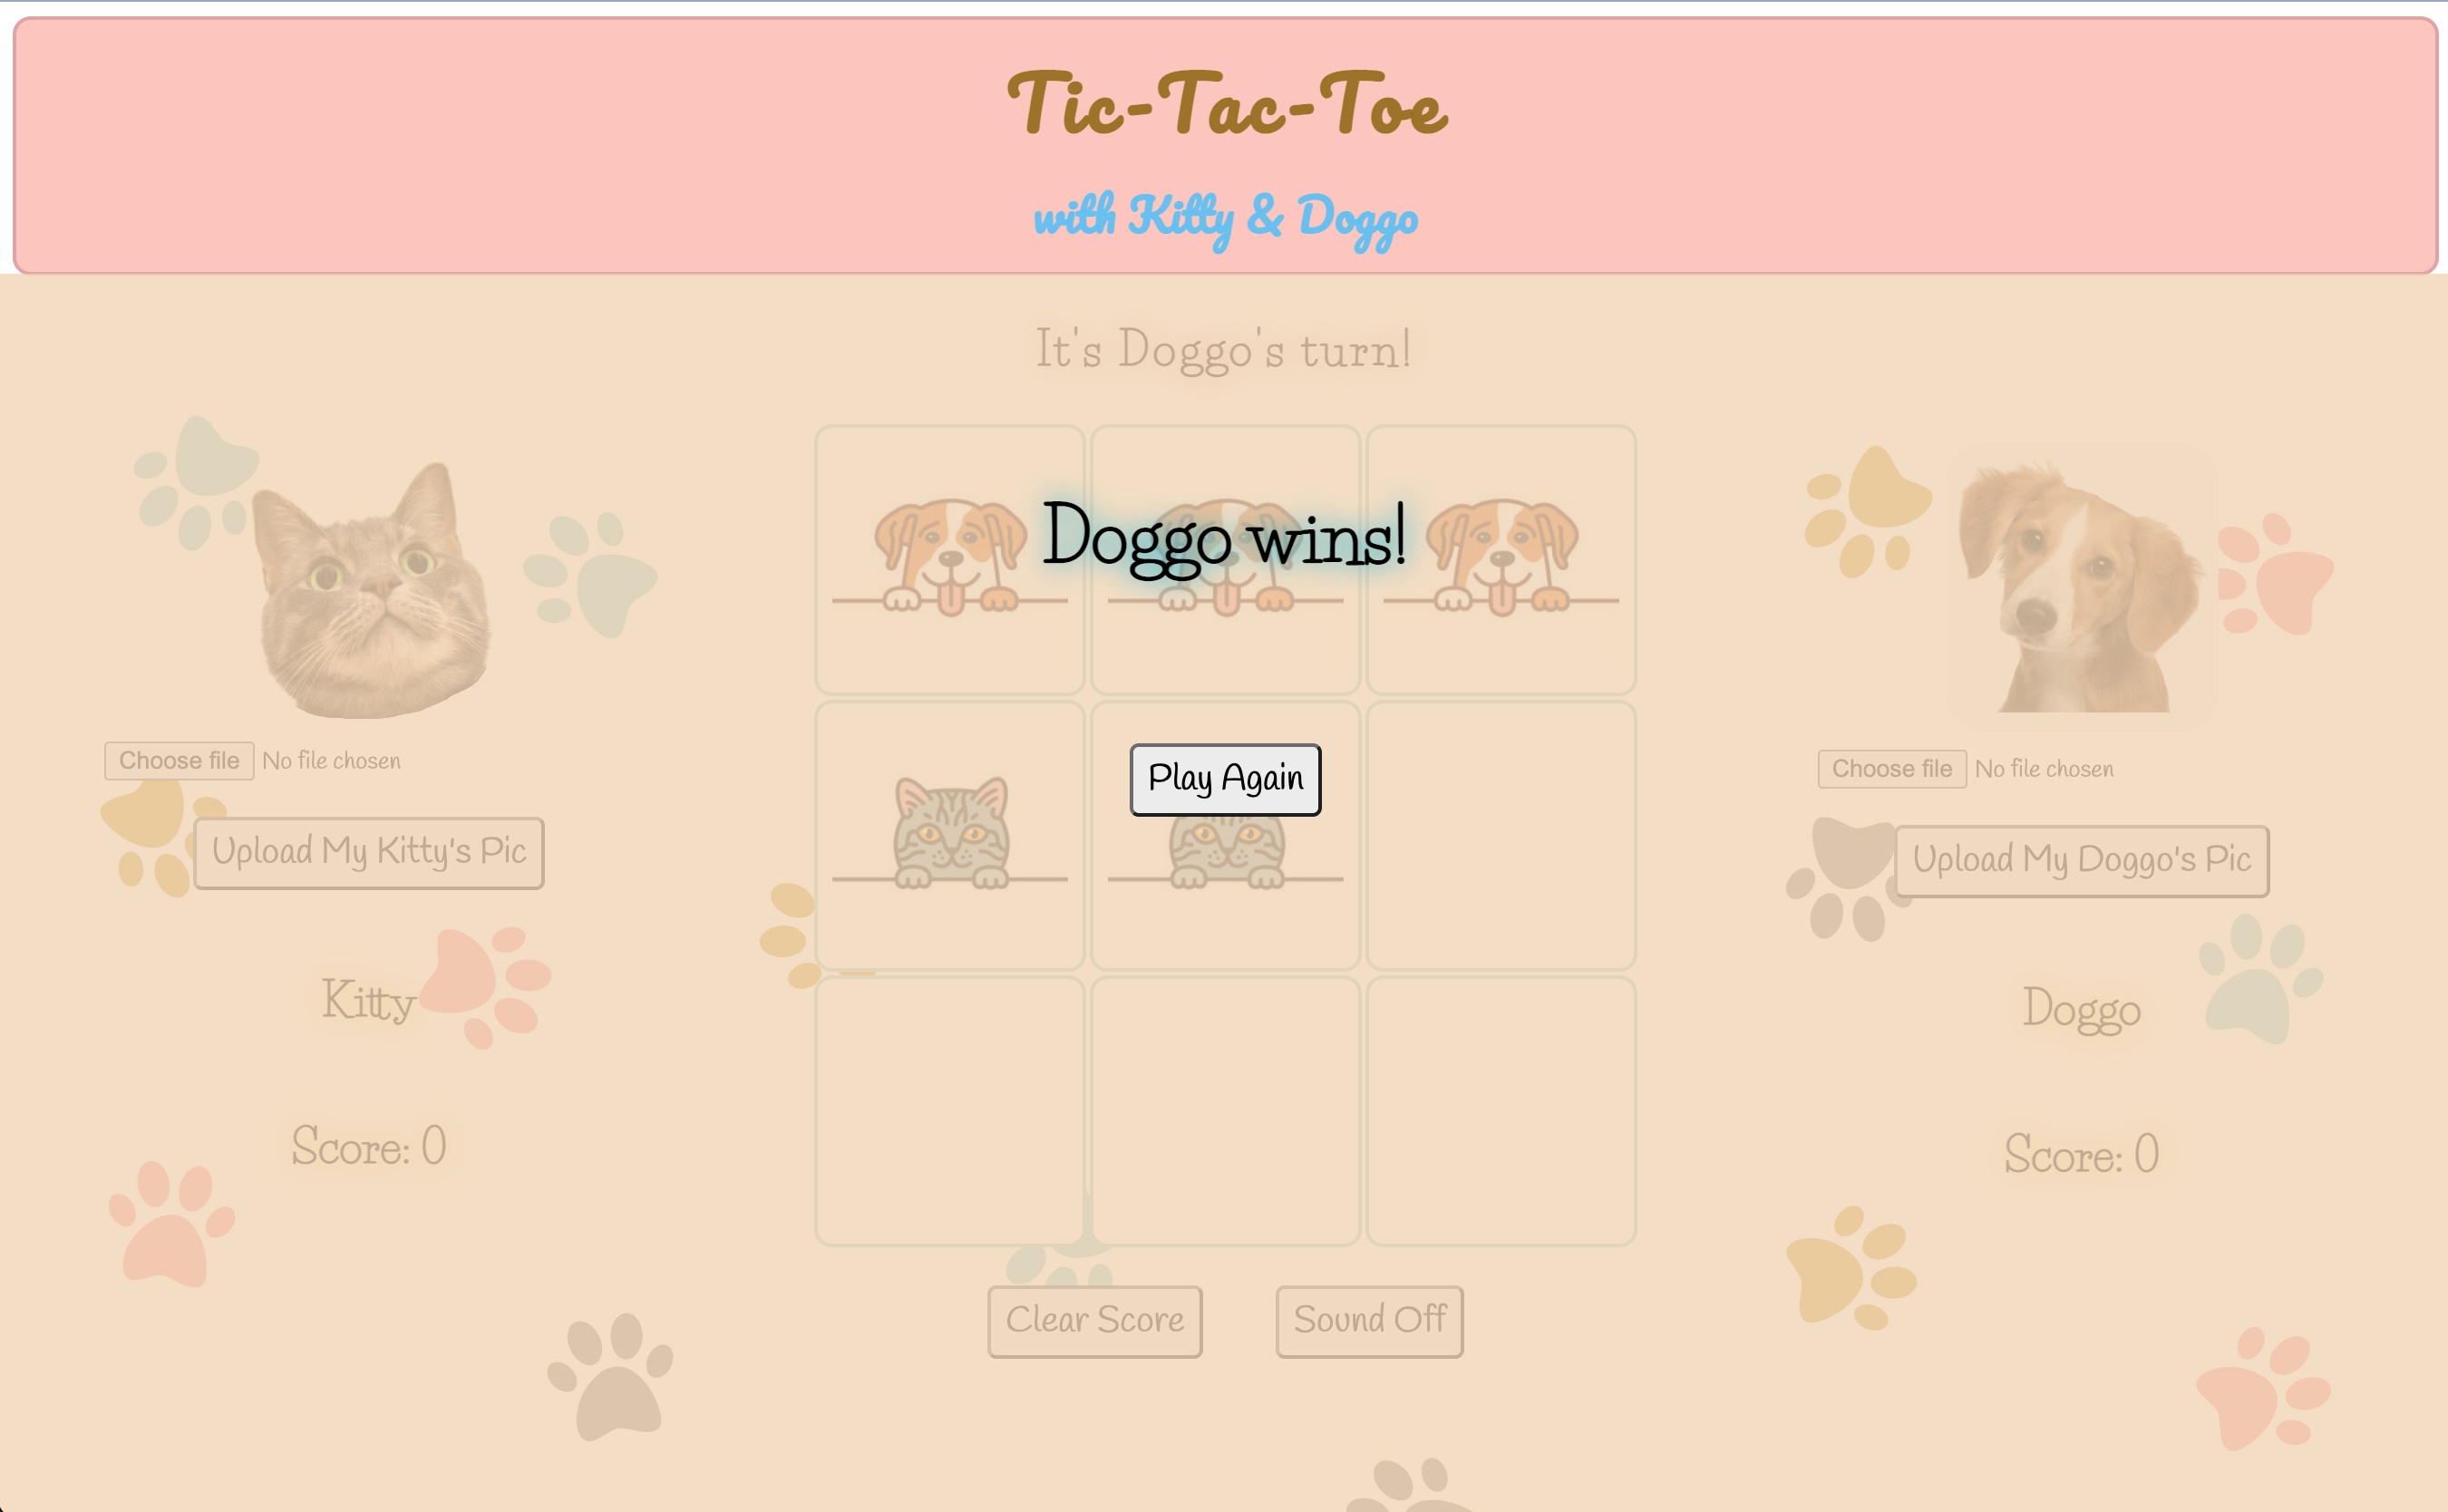 Tic-Tac-Toe
with Kitty & Doggo
It's Doggo's turn!
Doggo wins!
Play Again
Choose file No file chosen
Upload My Kitty's Pic
Kitty
Score: 0
Choose file No file chosen
Upload My Doggo's Pic
Doggo
Score: 0
Clear Score
Sound Off